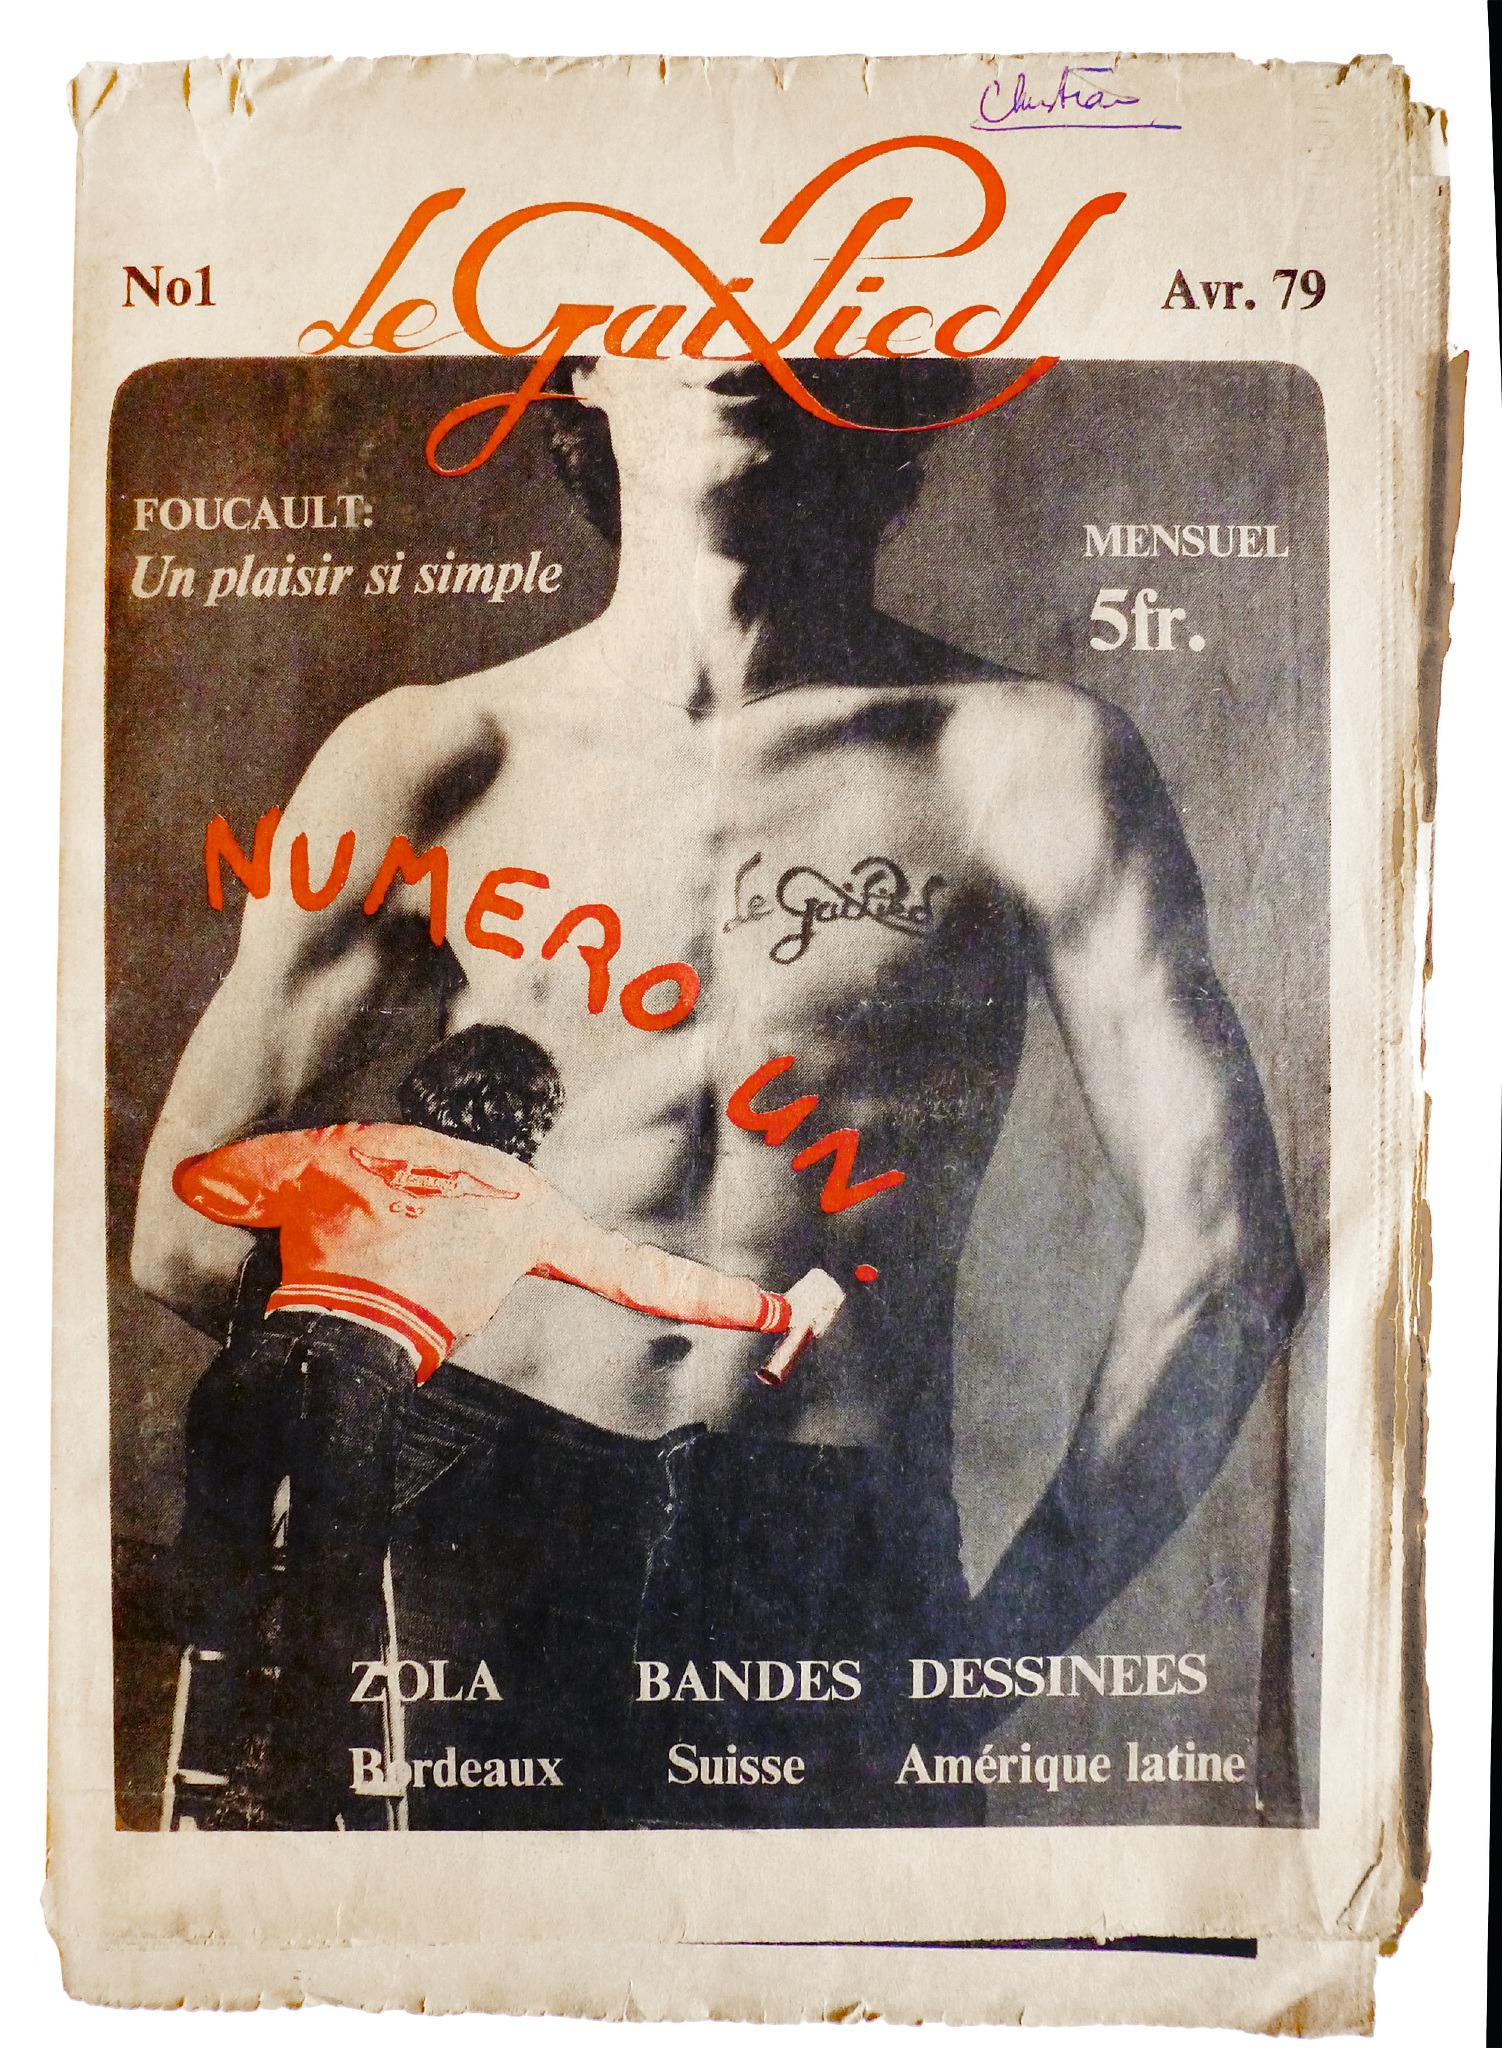 Christian
Le Gai Pied
No1
Avr. 79
FOUCAULT:
Un plaisir si simple
MENSUEL
5fr.
NUMERO
UN.
Le Gai Pied
ZOLA BANDES DESSINEES
Bordeaux Suisse Amérique latine